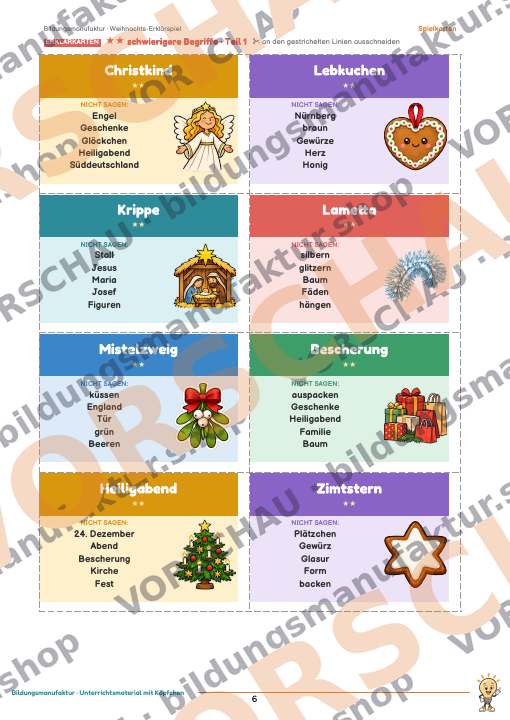 Bildungsmanufaktur · Weihnachts-Erklärspiel
Spielkarten
ERKLÄRKARTEN ★★ schwierigere Begriffe · Teil 1 ✂ an den gestrichelten Linien ausschneiden
Christkind
★★
NICHT SAGEN:
Engel
Geschenke
Glöckchen
Heiligabend
Süddeutschland
Lebkuchen
★★
NICHT SAGEN:
Nürnberg
braun
Gewürze
Herz
Honig
Krippe
★★
NICHT SAGEN:
Stall
Jesus
Maria
Josef
Figuren
Lametta
★★
NICHT SAGEN:
silbern
glitzern
Baum
Fäden
hängen
Mistelzweig
★★
NICHT SAGEN:
küssen
England
Tür
grün
Beeren
Bescherung
★★
NICHT SAGEN:
auspacken
Geschenke
Heiligabend
Familie
Baum
Heiligabend
★★
NICHT SAGEN:
24. Dezember
Abend
Bescherung
Kirche
Fest
Zimtstern
★★
NICHT SAGEN:
Plätzchen
Gewürz
Glasur
Form
backen
Bildungsmanufaktur · Unterrichtsmaterial mit Köpfchen
6
VORSCHAU · bildungsmanufaktur.shop
VORSCHAU